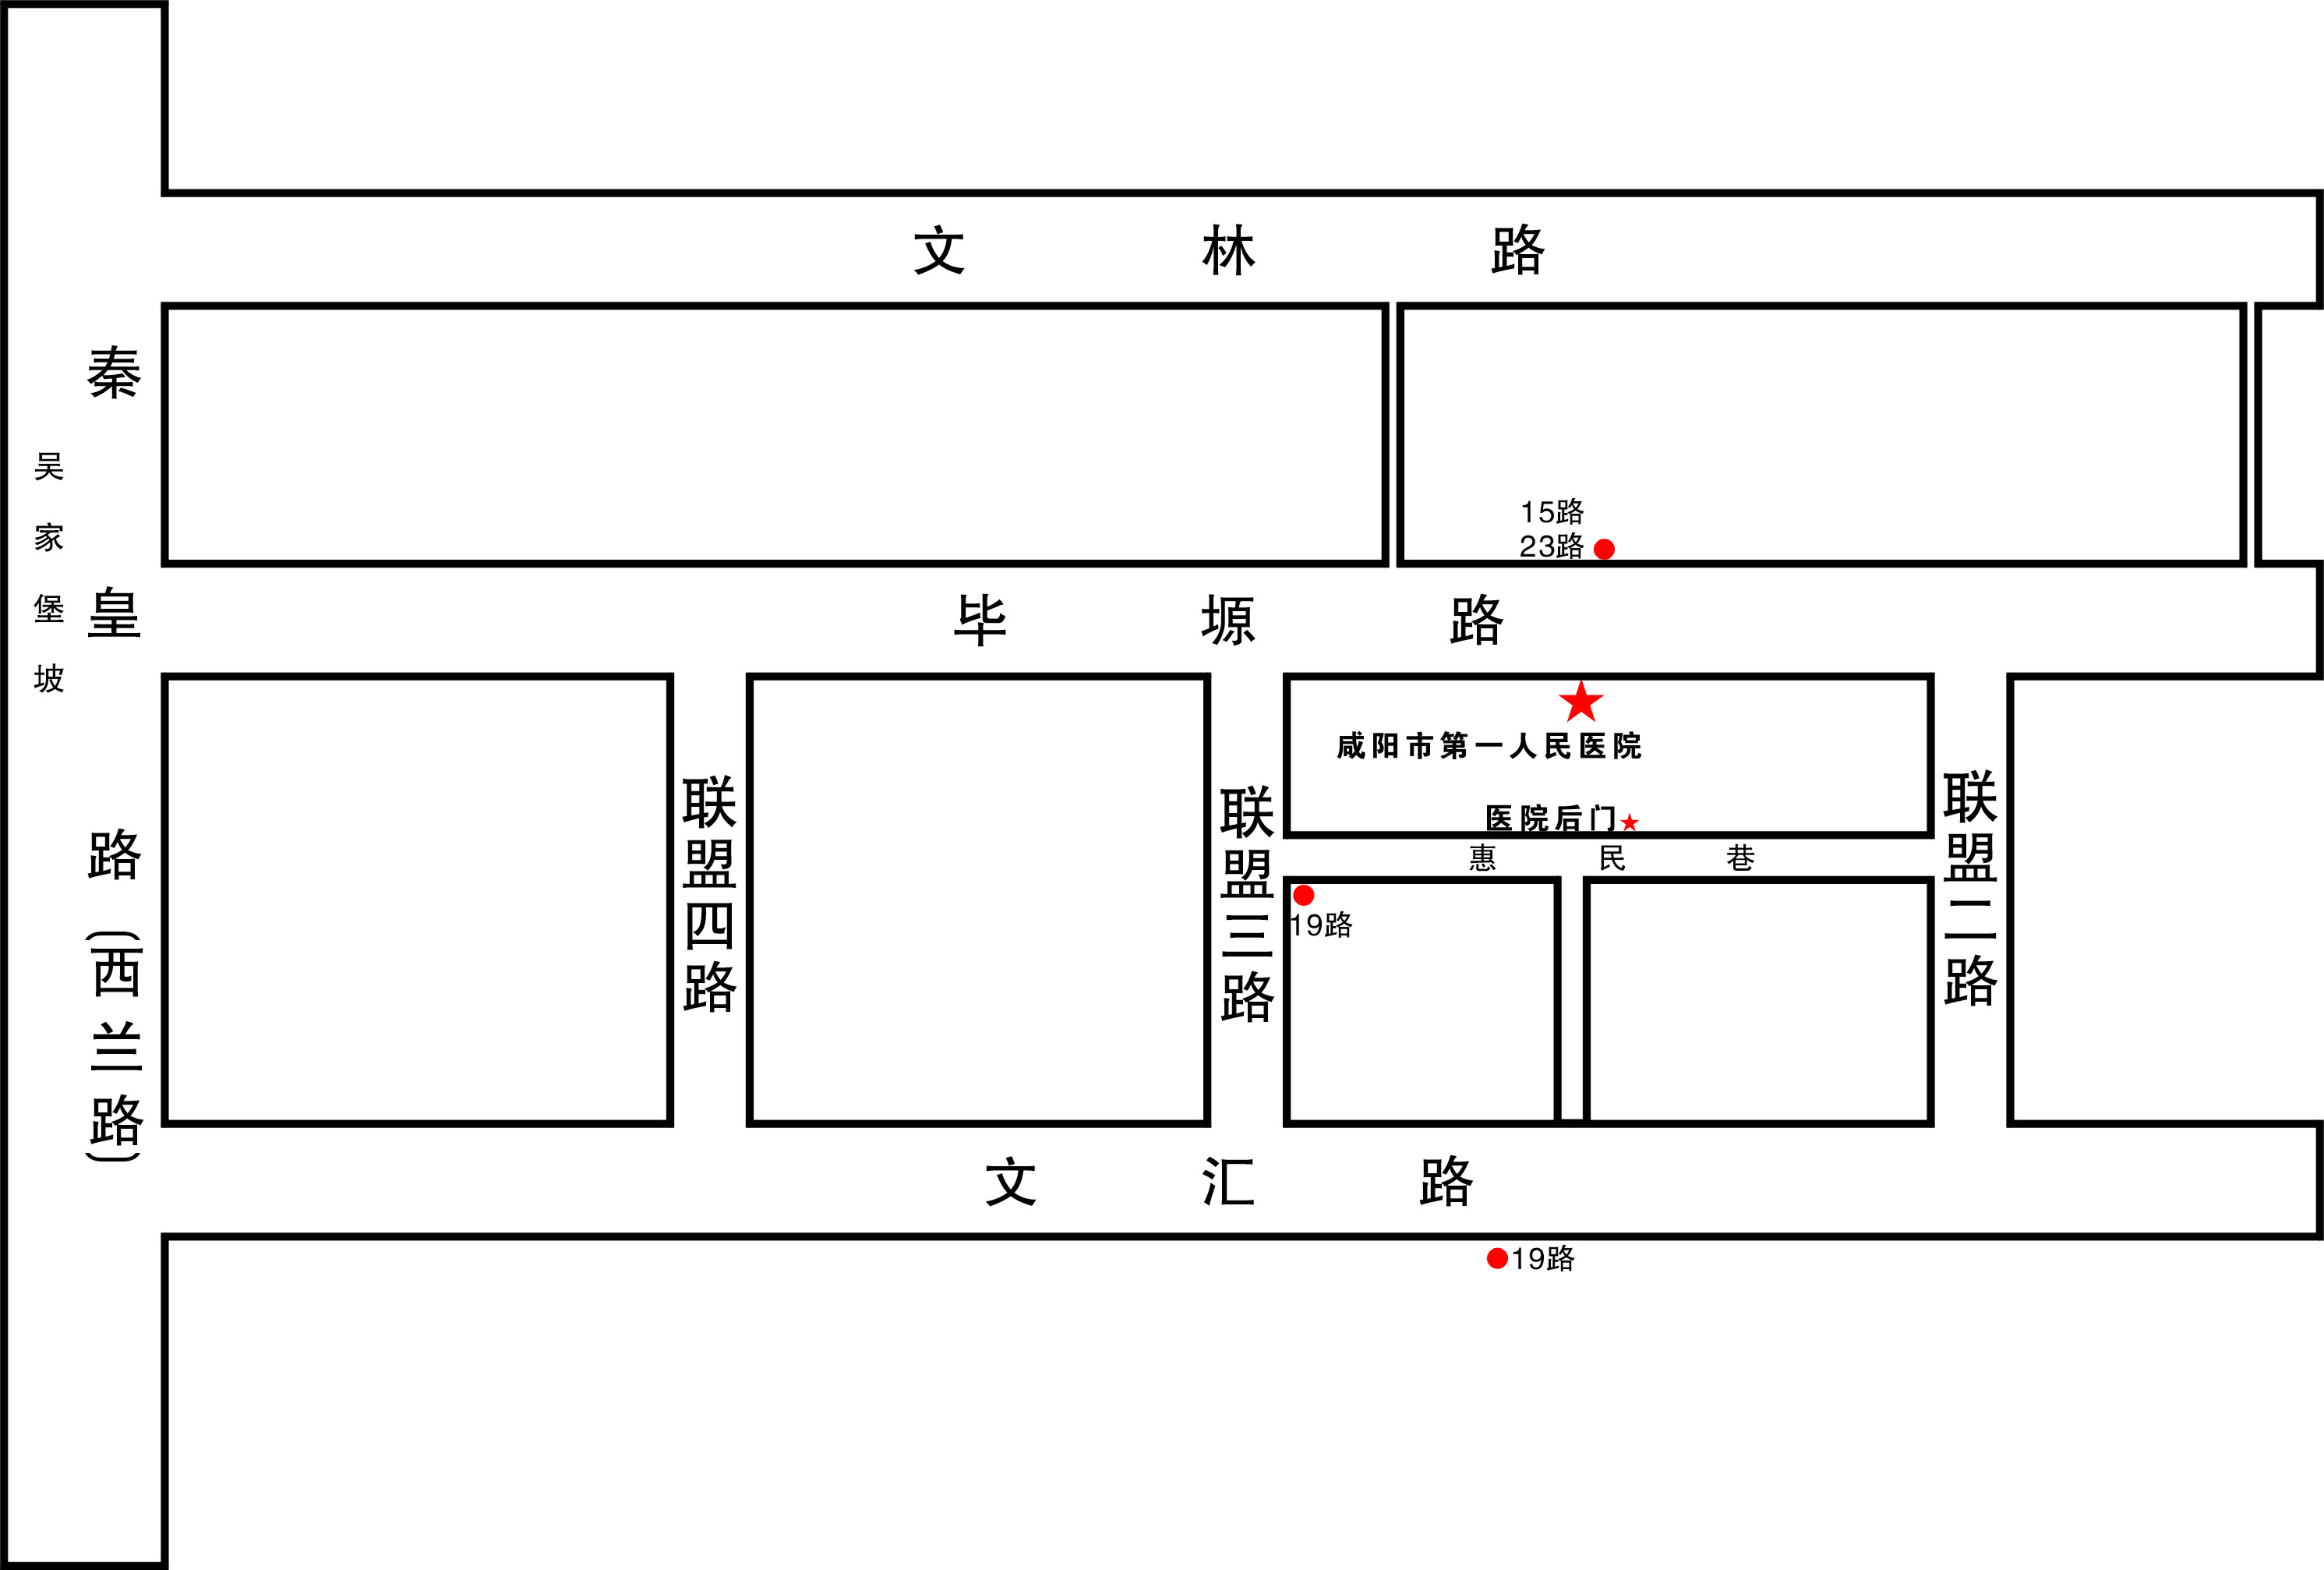 文林路
秦皇路（西兰路）
吴家堡坡
15路
23路
毕塬路
咸阳市第一人民医院
医院后门
联盟四路
联盟三路
联盟二路
惠民巷
19路
文汇路
19路